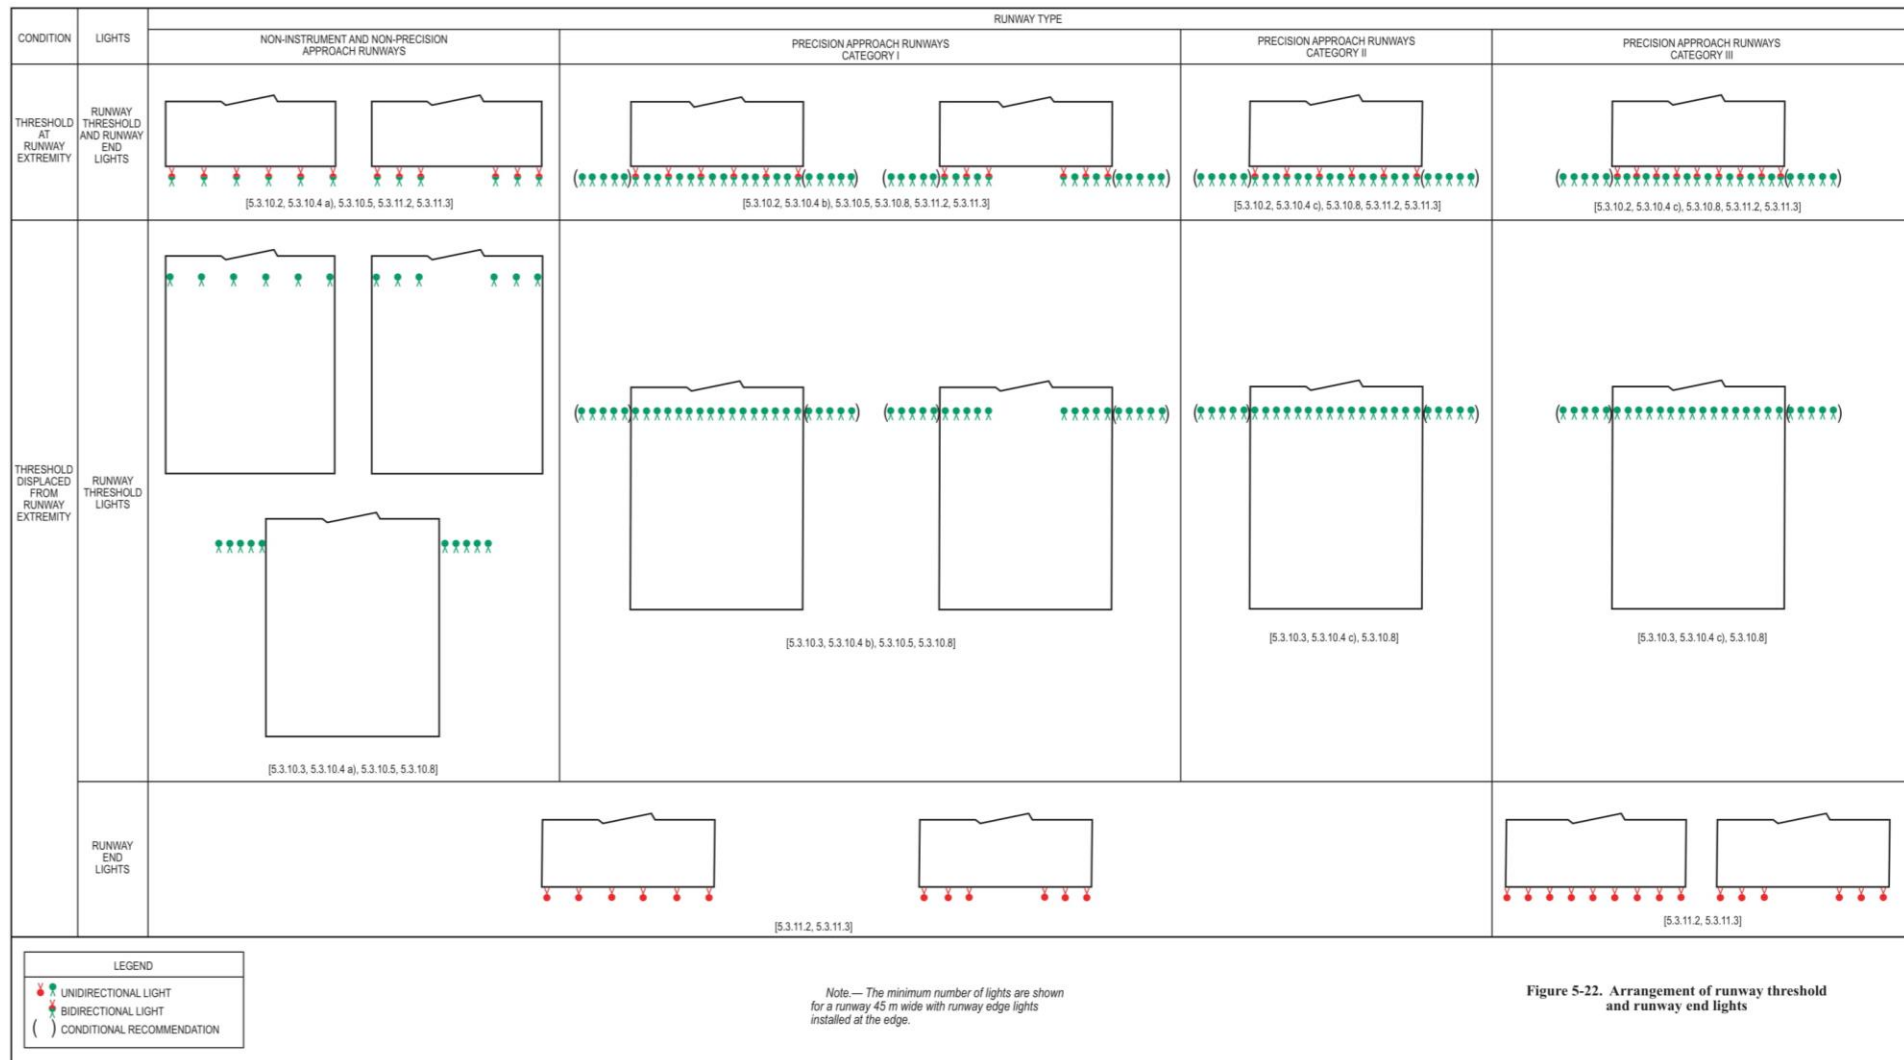 RUNWAY TYPE
CONDITION
LIGHTS
NON-INSTRUMENT AND NON-PRECISION
APPROACH RUNWAYS
PRECISION APPROACH RUNWAYS
CATEGORY I
PRECISION APPROACH RUNWAYS
CATEGORY II
PRECISION APPROACH RUNWAYS
CATEGORY III
THRESHOLD
AT
RUNWAY
EXTREMITY
RUNWAY
THRESHOLD
AND RUNWAY
END
LIGHTS
[5.3.10.2, 5.3.10.4 a), 5.3.10.5, 5.3.11.2, 5.3.11.3]
( ) ( ) ( ) ( )
[5.3.10.2, 5.3.10.4 b), 5.3.10.5, 5.3.10.8, 5.3.11.2, 5.3.11.3]
( ) ( )
[5.3.10.2, 5.3.10.4 c), 5.3.10.8, 5.3.11.2, 5.3.11.3]
( ) ( )
[5.3.10.2, 5.3.10.4 c), 5.3.10.8, 5.3.11.2, 5.3.11.3]
THRESHOLD
DISPLACED
FROM
RUNWAY
EXTREMITY
RUNWAY
THRESHOLD
LIGHTS
[5.3.10.3, 5.3.10.4 a), 5.3.10.5, 5.3.10.8]
( ) ( ) ( ) ( )
[5.3.10.3, 5.3.10.4 b), 5.3.10.5, 5.3.10.8]
( ) ( )
[5.3.10.3, 5.3.10.4 c), 5.3.10.8]
( ) ( )
[5.3.10.3, 5.3.10.4 c), 5.3.10.8]
RUNWAY
END
LIGHTS
[5.3.11.2, 5.3.11.3]
[5.3.11.2, 5.3.11.3]
LEGEND
UNIDIRECTIONAL LIGHT
BIDIRECTIONAL LIGHT
( ) CONDITIONAL RECOMMENDATION
Note.— The minimum number of lights are shown
for a runway 45 m wide with runway edge lights
installed at the edge.
Figure 5-22. Arrangement of runway threshold
and runway end lights